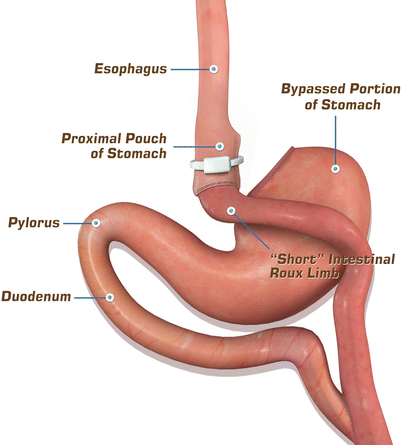 Esophagus
Bypassed Portion
of Stomach
Proximal Pouch
of Stomach
Pylorus
"Short" Intestinal
Roux Limb
Duodenum